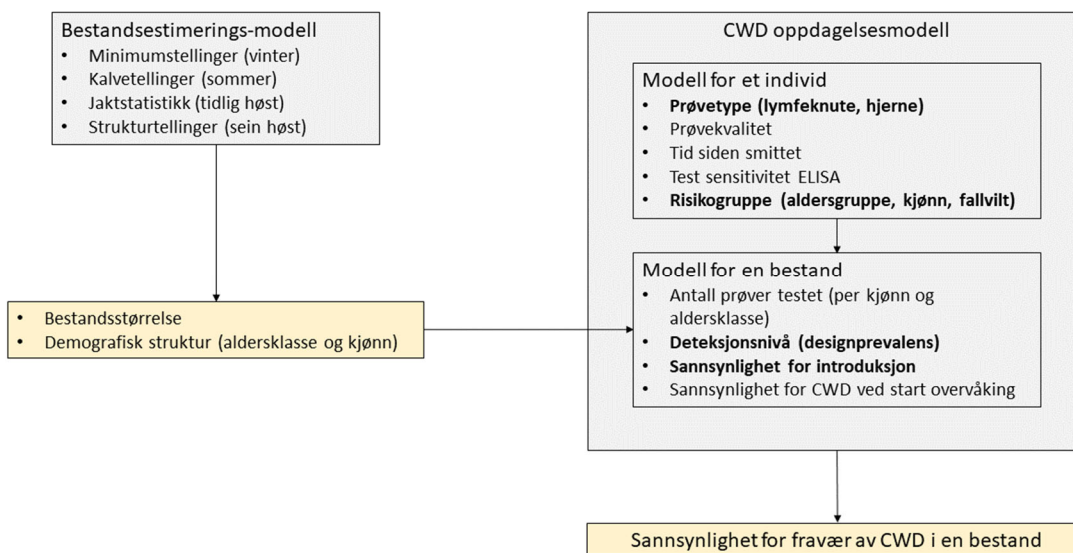 Bestandsestimerings-modell
• Minimumstellinger (vinter)
• Kalvetellinger (sommer)
• Jaktstatistikk (tidlig høst)
• Strukturtellinger (sein høst)
• Bestandsstørrelse
• Demografisk struktur (aldersklasse og kjønn)
CWD oppdagelsesmodell
Modell for et individ
• Prøvetype (lymfeknute, hjerne)
• Prøvekvalitet
• Tid siden smittet
• Test sensitivitet ELISA
• Risikogruppe (aldersgruppe, kjønn, fallvilt)
Modell for en bestand
• Antall prøver testet (per kjønn og
aldersklasse)
• Deteksjonsnivå (designprevalens)
• Sannsynlighet for introduksjon
• Sannsynlighet for CWD ved start overvåking
Sannsynlighet for fravær av CWD i en bestand